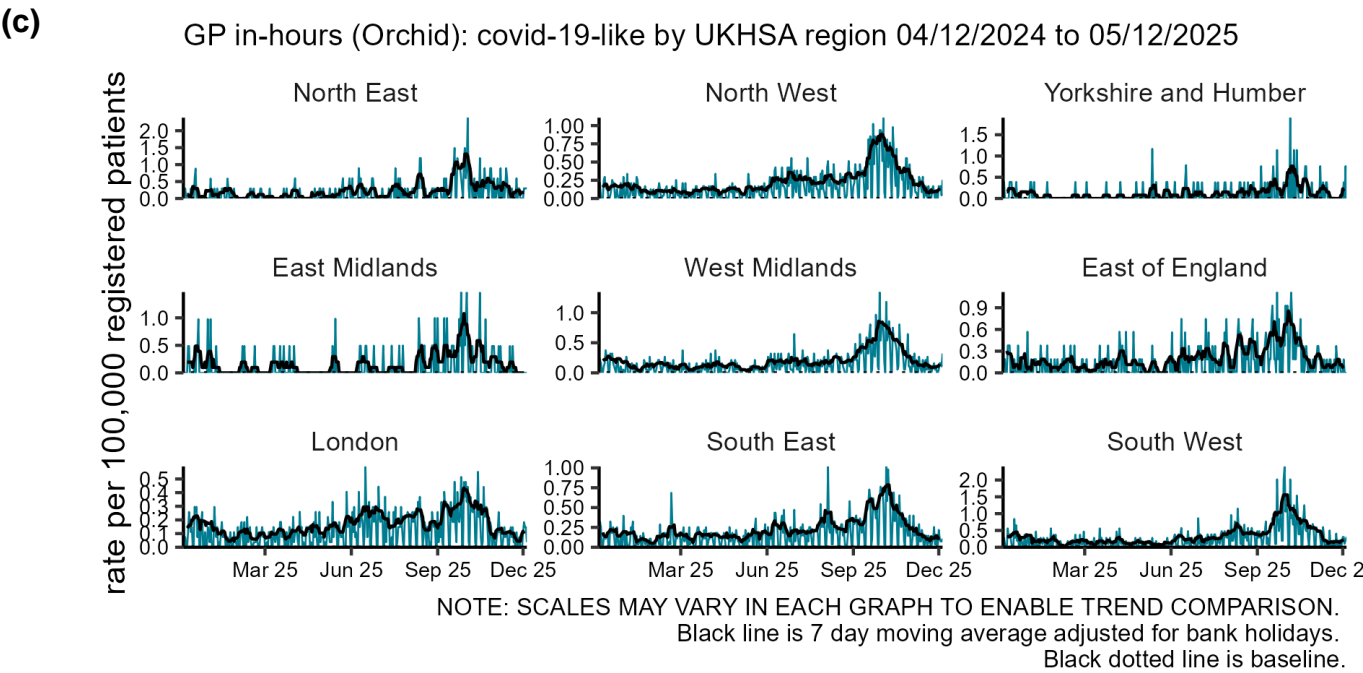 (c)
GP in-hours (Orchid): covid-19-like by UKHSA region 04/12/2024 to 05/12/2025
rate per 100,000 registered patients
North East
2.0
1.5
1.0
0.5
0.0
North West
1.00
0.75
0.50
0.25
0.00
Yorkshire and Humber
1.5
1.0
0.5
0.0
East Midlands
1.0
0.5
0.0
West Midlands
1.0
0.5
0.0
East of England
0.9
0.6
0.3
0.0
London
0.5
0.4
0.3
0.2
0.1
0.0
Mar 25 Jun 25 Sep 25 Dec 25
South East
1.00
0.75
0.50
0.25
0.00
Mar 25 Jun 25 Sep 25 Dec 25
South West
2.0
1.5
1.0
0.5
0.0
Mar 25 Jun 25 Sep 25 Dec 2
NOTE: SCALES MAY VARY IN EACH GRAPH TO ENABLE TREND COMPARISON.
Black line is 7 day moving average adjusted for bank holidays.
Black dotted line is baseline.